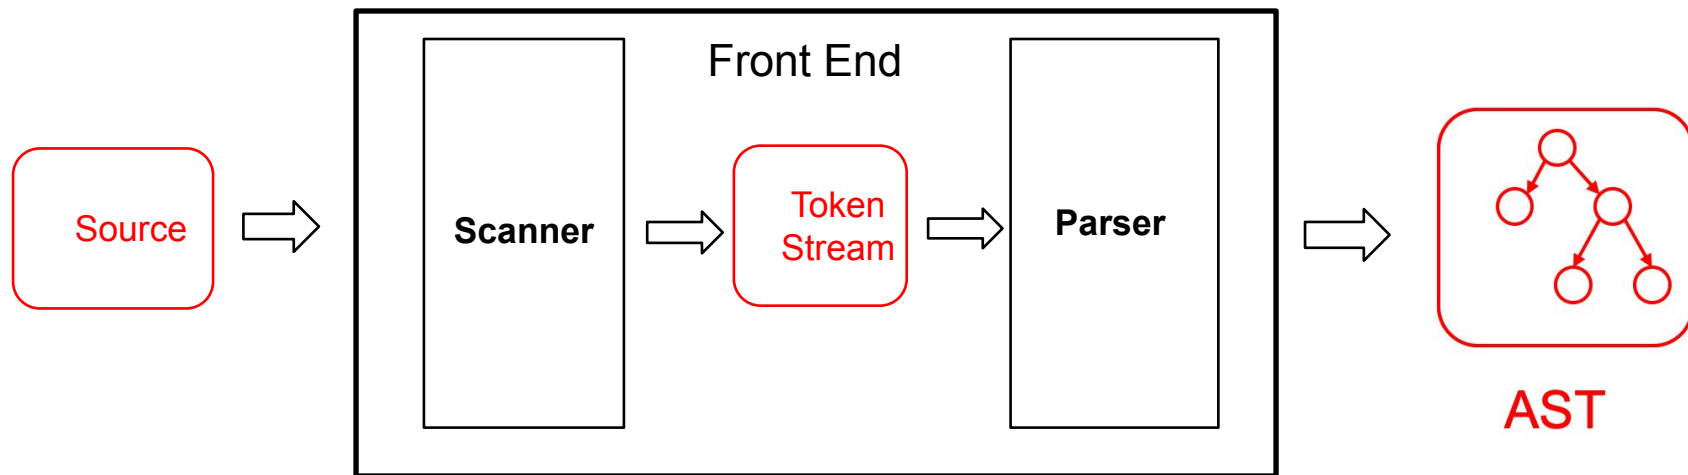 Front End
Source
Scanner
Token
Stream
Parser
AST